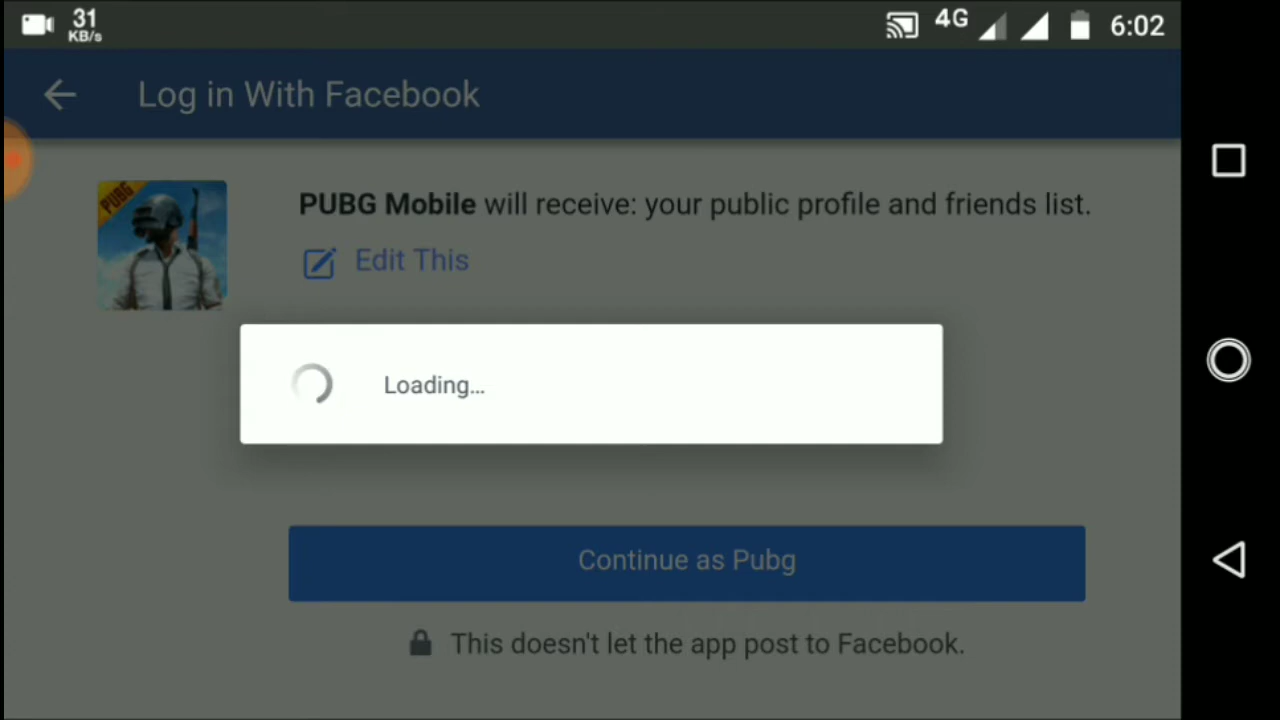 31
KB/s
4G
6:02
Log in With Facebook
PUBG
PUBG Mobile will receive: your public profile and friends list.
Edit This
Loading...
Continue as Pubg
This doesn't let the app post to Facebook.